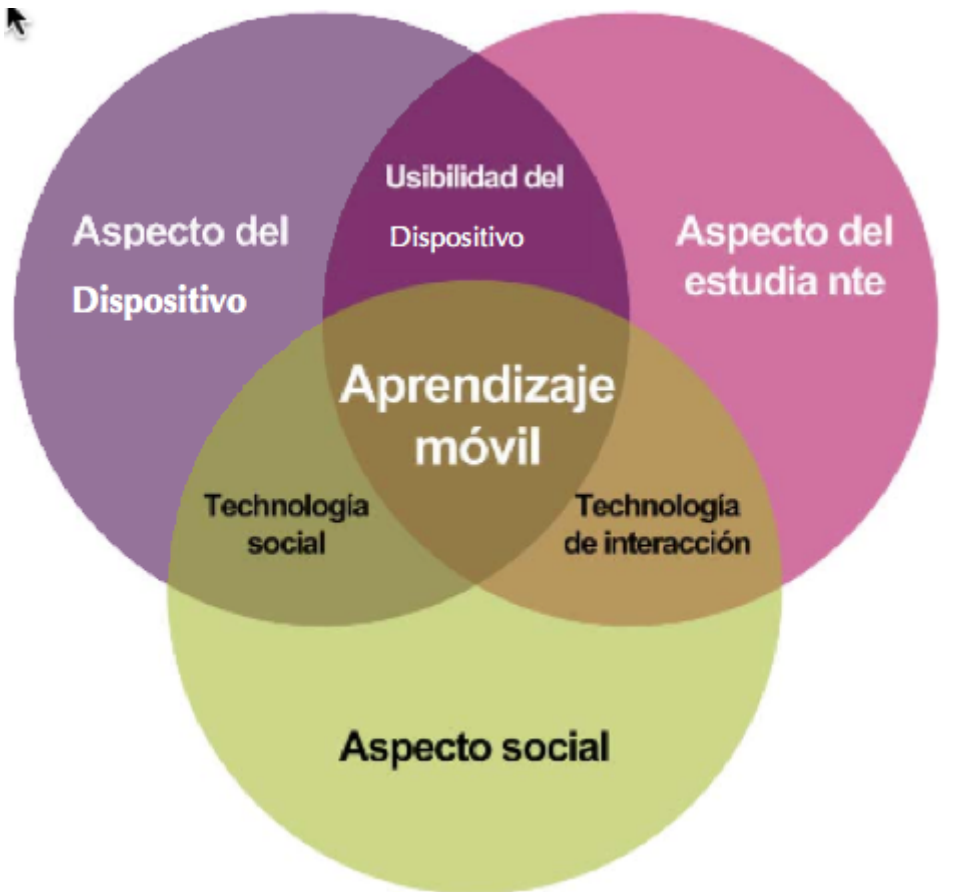 Aspecto del
Dispositivo
Usibilidad del
Dispositivo
Aspecto del
estudia nte
Aprendizaje
móvil
Technología
social
Technología
de interacción
Aspecto social